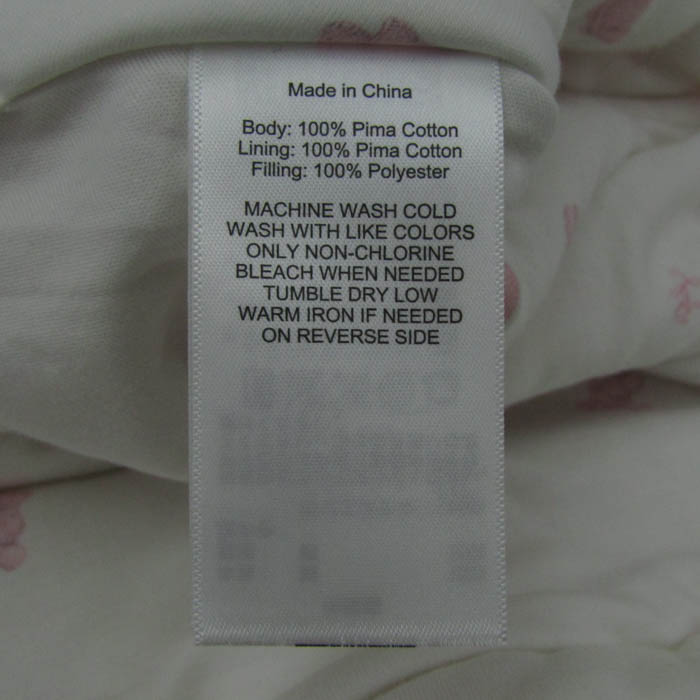 Made in China
Body: 100% Pima Cotton
Lining: 100% Pima Cotton
Filling: 100% Polyester
MACHINE WASH COLD
WASH WITH LIKE COLORS
ONLY NON-CHLORINE
BLEACH WHEN NEEDED
TUMBLE DRY LOW
WARM IRON IF NEEDED
ON REVERSE SIDE